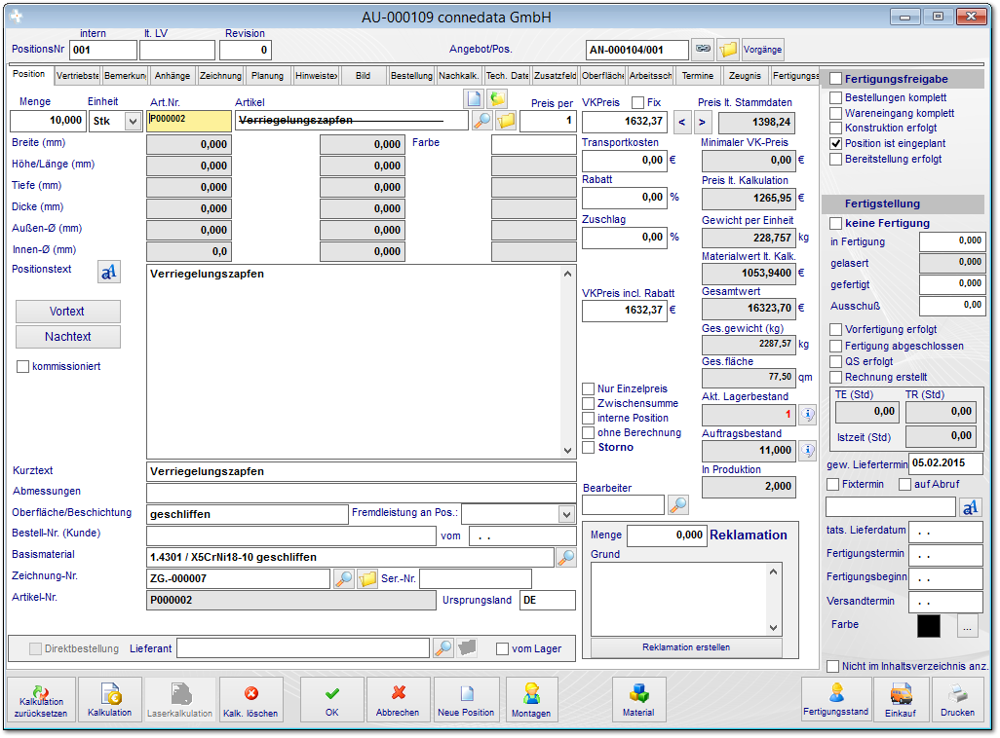 AU-000109 connedata GmbH
intern lt. LV Revision
PositionsNr 001 0 Angebot/Pos. AN-000104/001 Vorgänge
Position Vertriebste Bemerkung Anhänge Zeichnung Planung Hinweistex Bild Bestellung Nachkalk. Tech. Date Zusatzfeld Oberfläche Arbeitssch Termine Zeugnis Fertigungss
Menge Einheit Art.Nr. Artikel Preis per
10,000 Stk P000002 Verriegelungszapfen 1
Breite (mm) 0,000 0,000 Farbe
Höhe/Länge (mm) 0,000 0,000
Tiefe (mm) 0,000 0,000
Dicke (mm) 0,000 0,000
Außen-Ø (mm) 0,000 0,000
Innen-Ø (mm) 0,0 0,000
Positionstext aA Verriegelungszapfen
Vortext
Nachtext
kommissioniert
Kurztext Verriegelungszapfen
Abmessungen
Oberfläche/Beschichtung geschliffen Fremdleistung an Pos.:
Bestell-Nr. (Kunde) vom . .
Basismaterial 1.4301 / X5CrNi18-10 geschliffen
Zeichnung-Nr. ZG.-000007 Ser.-Nr.
Artikel-Nr. P000002 Ursprungsland DE
Direktbestellung Lieferant vom Lager
VKPreis Fix Preis lt. Stammdaten
1632,37 < > 1398,24
Transportkosten Minimaler VK-Preis
0,00 € 0,00 €
Rabatt Preis lt. Kalkulation
0,00 % 1265,95 €
Zuschlag Gewicht per Einheit
0,00 % 228,757 kg
Materialwert lt. Kalk.
1053,9400 €
VKPreis incl. Rabatt Gesamtwert
1632,37 € 16323,70 €
Ges.gewicht (kg)
2287,57 kg
Ges.fläche
77,50 qm
Nur Einzelpreis
Zwischensumme
interne Position
ohne Berechnung
Storno
Akt. Lagerbestand
1
Auftragsbestand
11,000
In Produktion
2,000
Bearbeiter
Menge 0,000 Reklamation
Grund
Reklamation erstellen
Fertigungsfreigabe
Bestellungen komplett
Wareneingang komplett
Konstruktion erfolgt
Position ist eingeplant
Bereitstellung erfolgt
Fertigstellung
keine Fertigung
in Fertigung 0,000
gelasert 0,000
gefertigt 0,000
Ausschuß 0,00
Vorfertigung erfolgt
Fertigung abgeschlossen
QS erfolgt
Rechnung erstellt
TE (Std) TR (Std)
0,00 0,00
Istzeit (Std) 0,00
gew. Liefertermin 05.02.2015
Fixtermin auf Abruf
aA
tats. Lieferdatum . .
Fertigungstermin . .
Fertigungsbeginn . .
Versandtermin . .
Farbe ...
Nicht im Inhaltsverzeichnis anz.
Kalkulation zurücksetzen Kalkulation Laserkalkulation Kalk. löschen OK Abbrechen Neue Position Montagen Material Fertigungsstand Einkauf Drucken